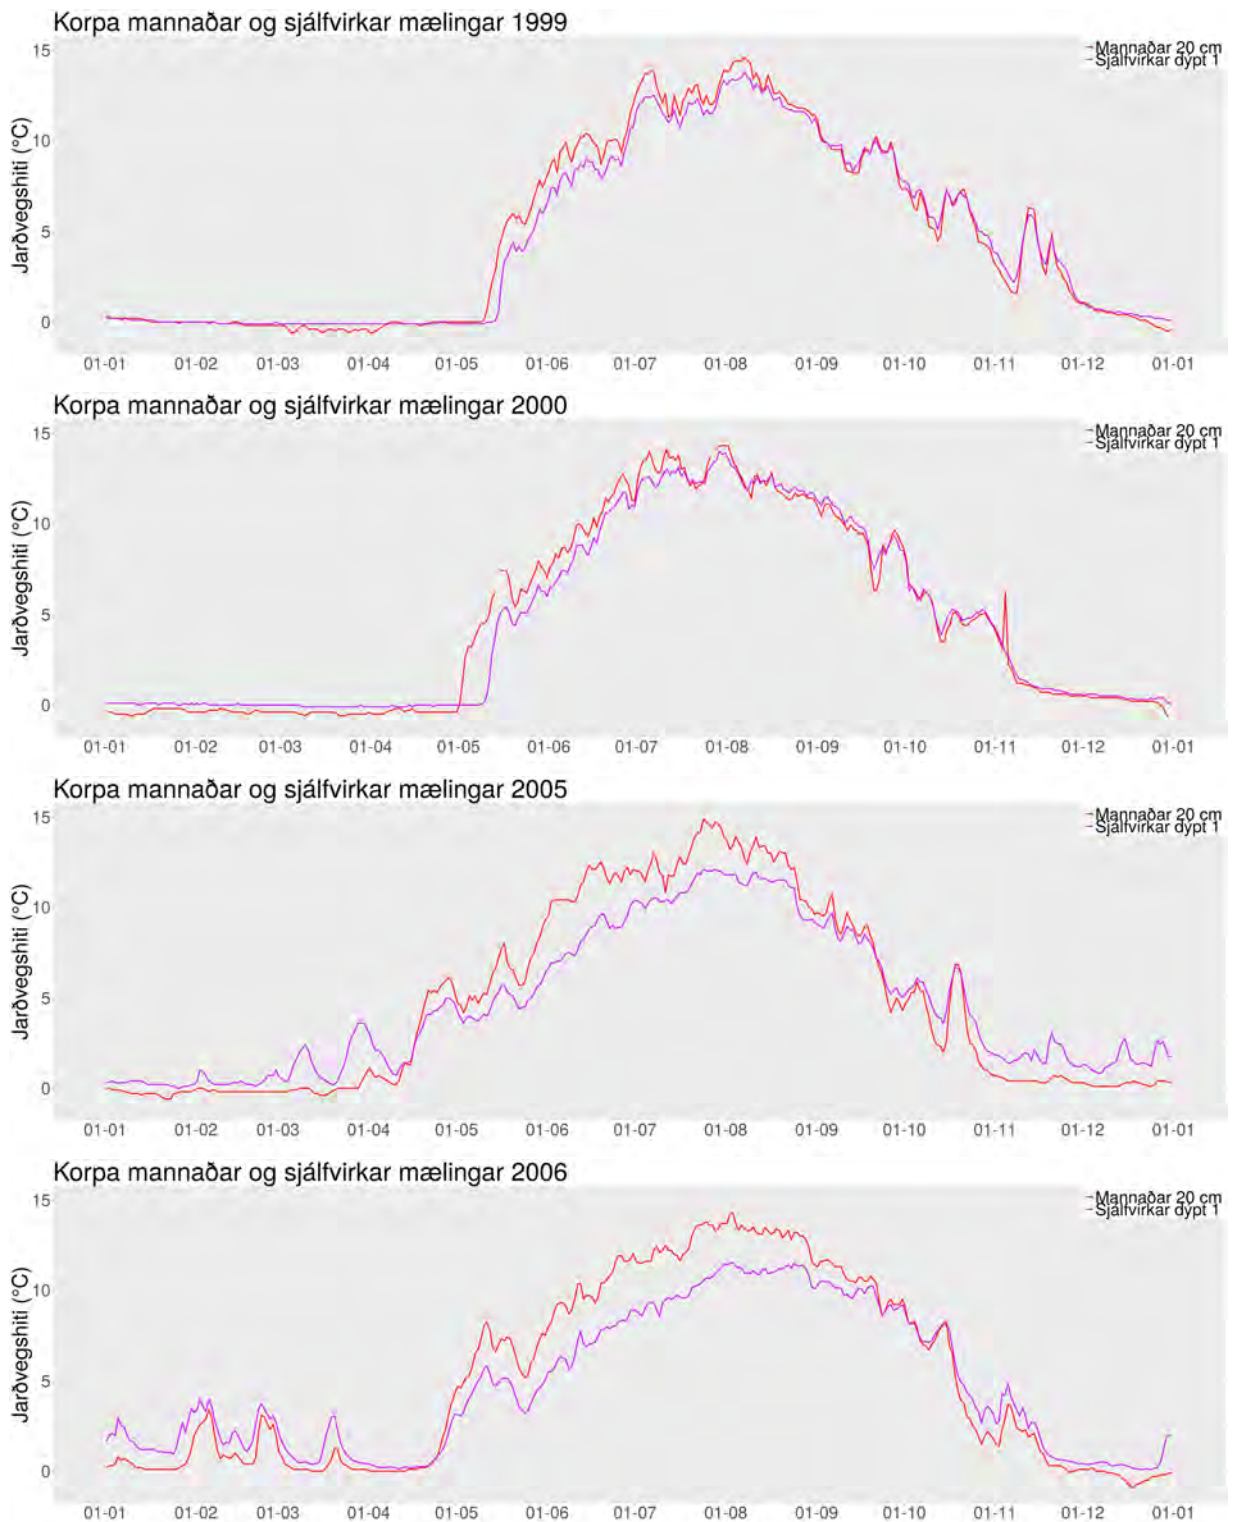 Korpa mannaðar og sjálfvirkar mælingar 1999
Mannaðar 20 cm
Sjálfvirkar dýpt 1
Jarðvegshiti (°C)
15
10
5
0
01-01 01-02 01-03 01-04 01-05 01-06 01-07 01-08 01-09 01-10 01-11 01-12 01-01
Korpa mannaðar og sjálfvirkar mælingar 2000
Mannaðar 20 cm
Sjálfvirkar dýpt 1
Jarðvegshiti (°C)
15
10
5
0
01-01 01-02 01-03 01-04 01-05 01-06 01-07 01-08 01-09 01-10 01-11 01-12 01-01
Korpa mannaðar og sjálfvirkar mælingar 2005
Mannaðar 20 cm
Sjálfvirkar dýpt 1
Jarðvegshiti (°C)
15
10
5
0
01-01 01-02 01-03 01-04 01-05 01-06 01-07 01-08 01-09 01-10 01-11 01-12 01-01
Korpa mannaðar og sjálfvirkar mælingar 2006
Mannaðar 20 cm
Sjálfvirkar dýpt 1
Jarðvegshiti (°C)
15
10
5
0
01-01 01-02 01-03 01-04 01-05 01-06 01-07 01-08 01-09 01-10 01-11 01-12 01-01